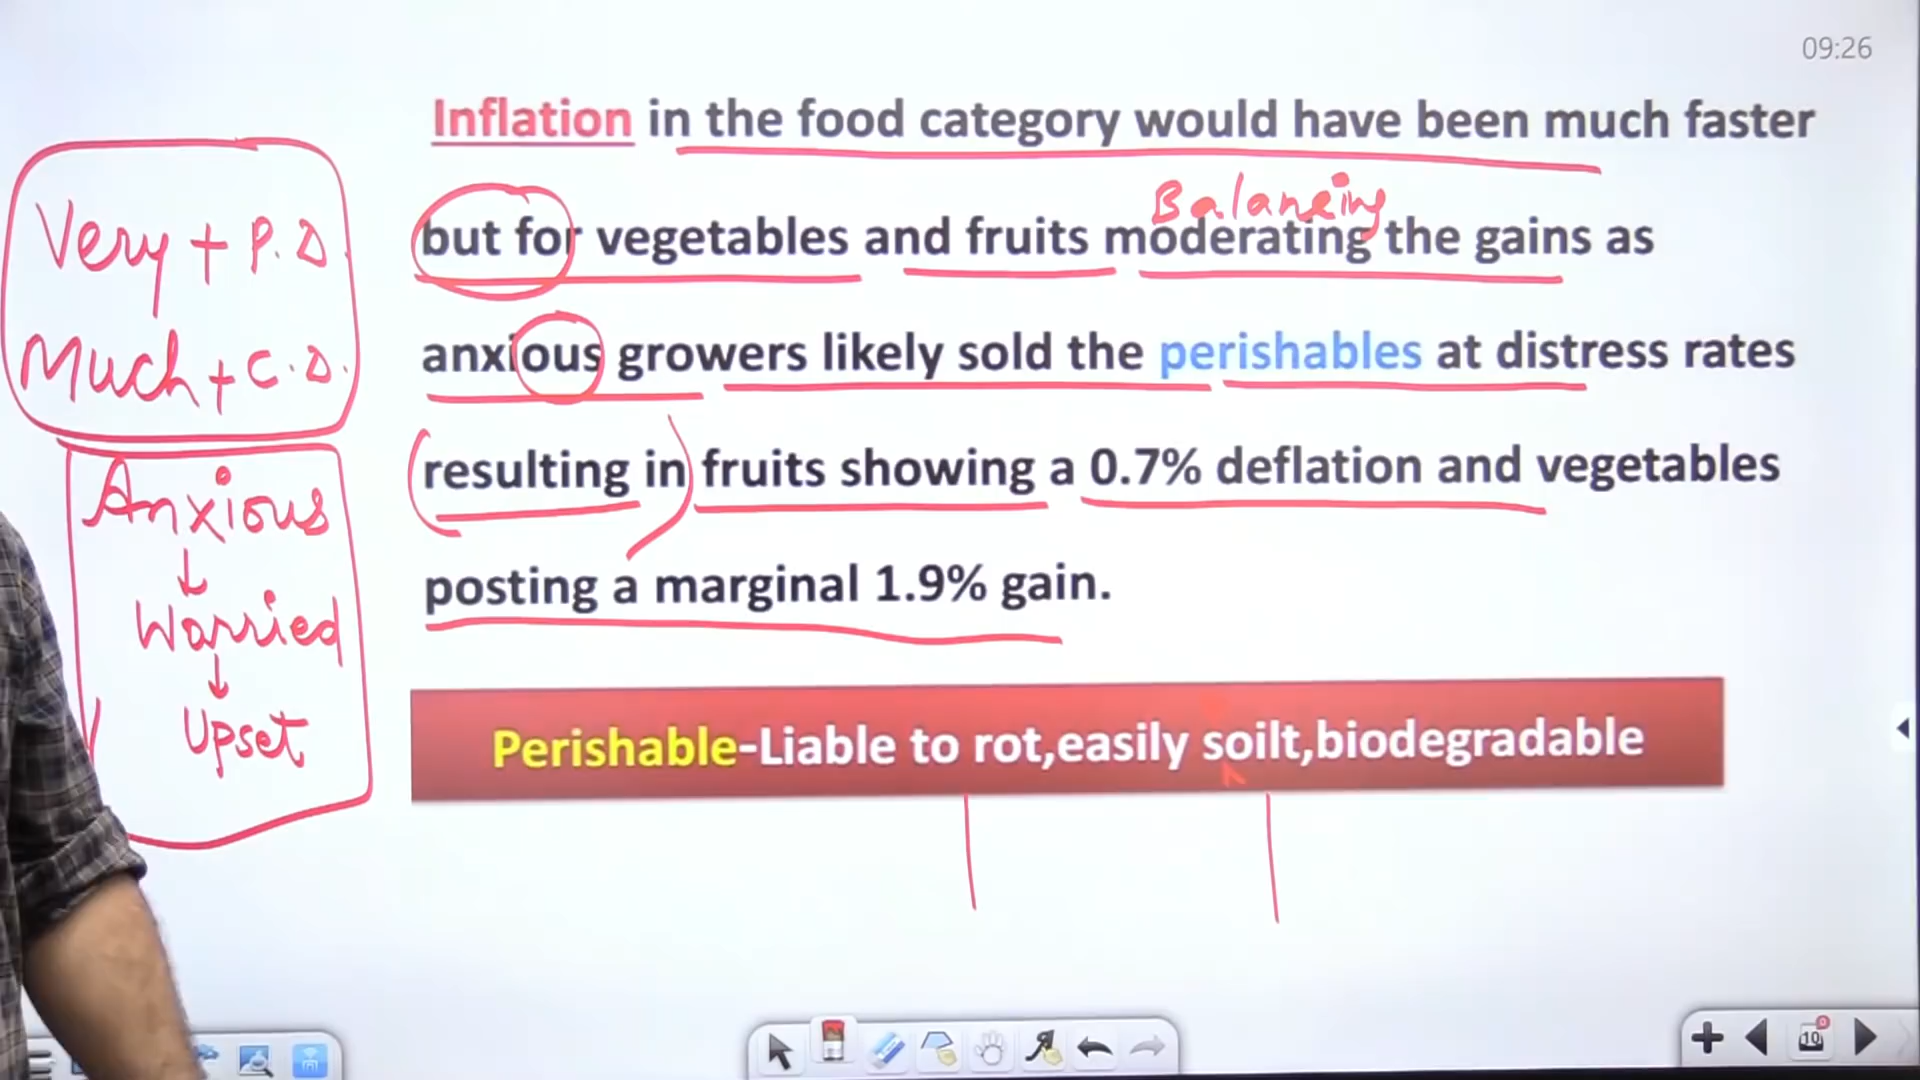 09:26
Inflation in the food category would have been much faster
Balancing
but for vegetables and fruits moderating the gains as
anxious growers likely sold the perishables at distress rates
(resulting in) fruits showing a 0.7% deflation and vegetables
posting a marginal 1.9% gain.
Very + P.D.
Much + C.D.
Anxious
Worried
Upset
Perishable-Liable to rot,easily soilt,biodegradable
10
0